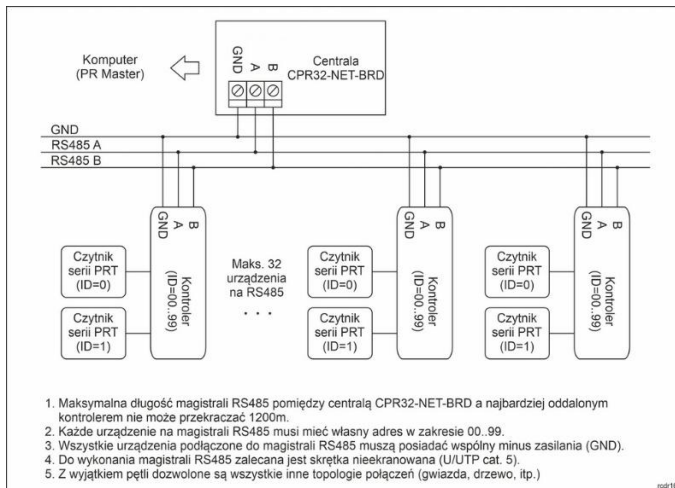 Komputer
(PR Master)
Centrala
CPR32-NET-BRD
GND
A
B
GND
RS485 A
RS485 B
GND
A
B
Kontroler
(ID=00..99)
Czytnik
serii PRT
(ID=0)
Czytnik
serii PRT
(ID=1)
Maks. 32
urządzenia
na RS485
. . .
GND
A
B
Kontroler
(ID=00..99)
Czytnik
serii PRT
(ID=0)
Czytnik
serii PRT
(ID=1)
GND
A
B
Kontroler
(ID=00..99)
Czytnik
serii PRT
(ID=0)
Czytnik
serii PRT
(ID=1)
1. Maksymalna długość magistrali RS485 pomiędzy centralą CPR32-NET-BRD a najbardziej oddalonym
kontrolerem nie może przekraczać 1200m.
2. Każde urządzenie na magistrali RS485 musi mieć własny adres w zakresie 00..99.
3. Wszystkie urządzenia podłączone do magistrali RS485 muszą posiadać wspólny minus zasilania (GND).
4. Do wykonania magistrali RS485 zalecana jest skrętka nieekranowana (U/UTP cat. 5).
5. Z wyjątkiem pętli dozwolone są wszystkie inne topologie połączeń (gwiazda, drzewo, itp.)